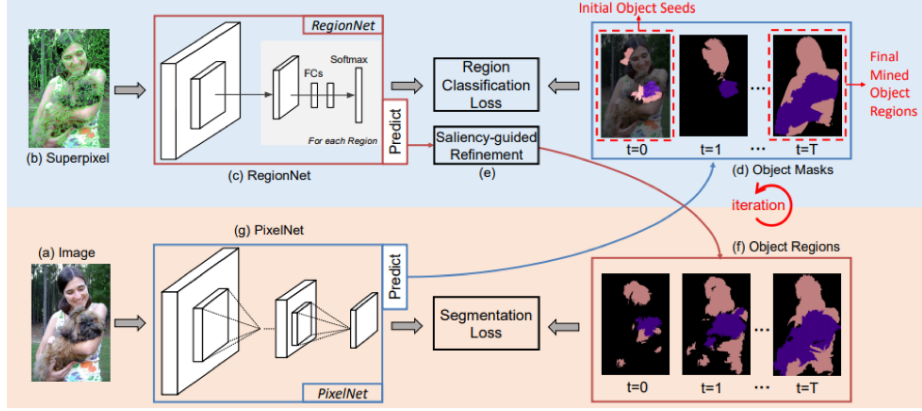 Initial Object Seeds
RegionNet
Softmax
FCs
For each Region
Predict
Region
Classification
Loss
Saliency-guided
Refinement
(e)
Final
Mined
Object
Regions
t=0
t=1
...
t=T
(b) Superpixel
(c) RegionNet
(d) Object Masks
iteration
(a) Image
(g) PixelNet
Predict
PixelNet
Segmentation
Loss
(f) Object Regions
t=0
t=1
...
t=T